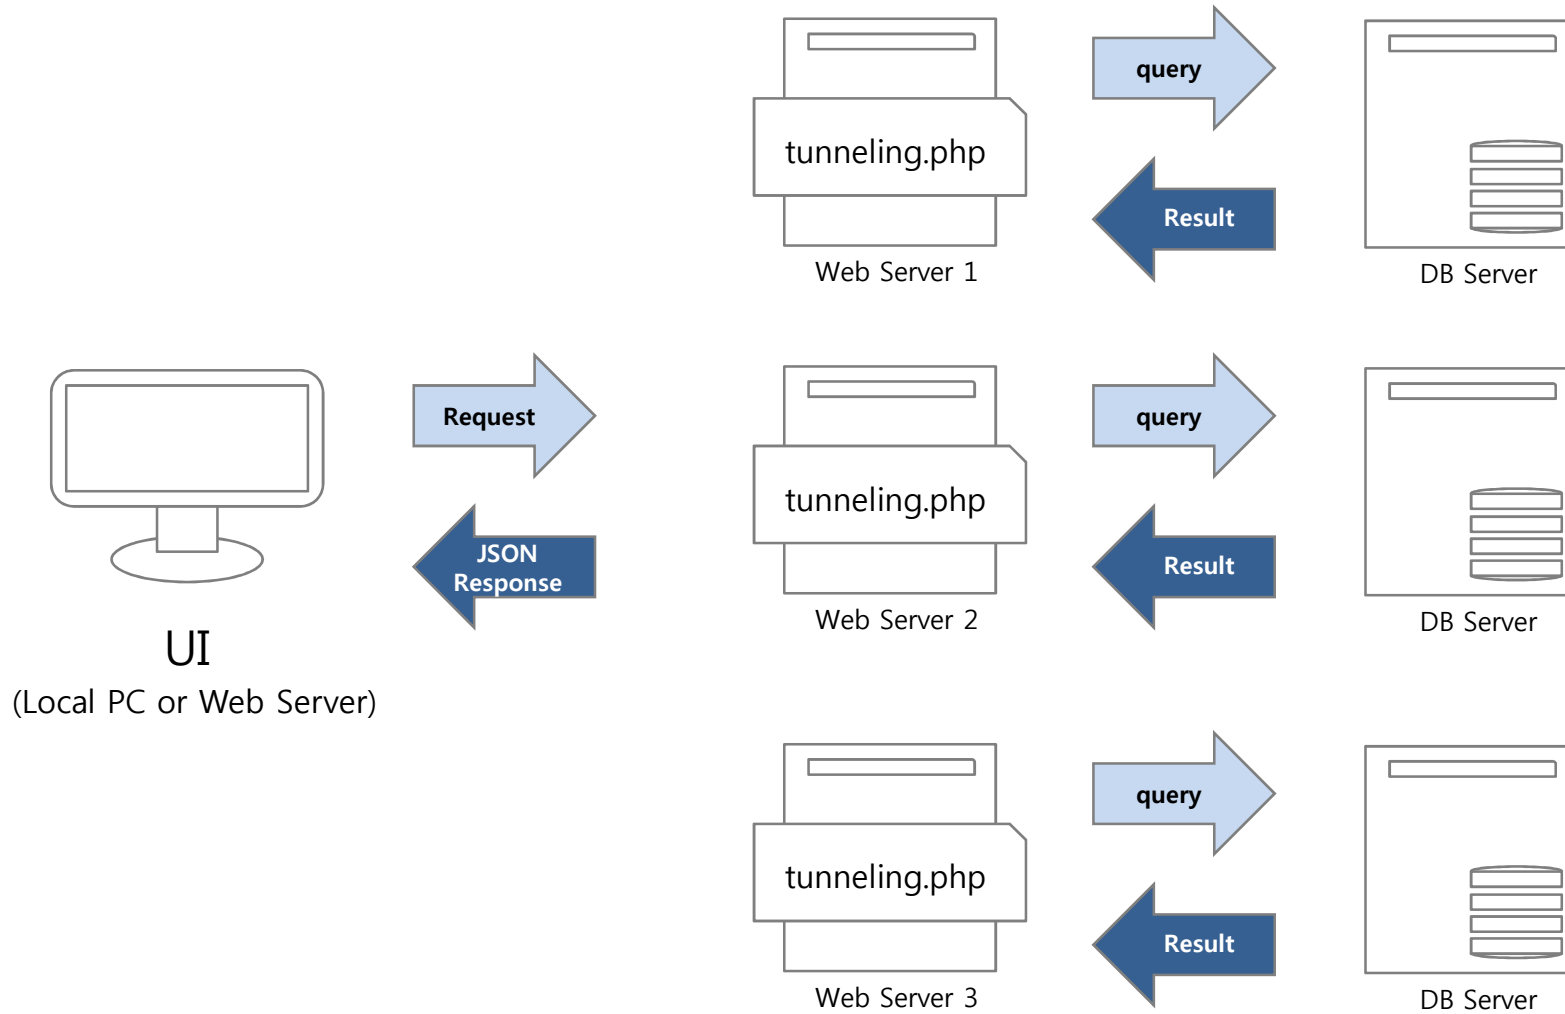 query
tunneling.php
Result
Web Server 1
DB Server
Request
query
tunneling.php
JSON
Response
Result
Web Server 2
DB Server
UI
(Local PC or Web Server)
query
tunneling.php
Result
Web Server 3
DB Server